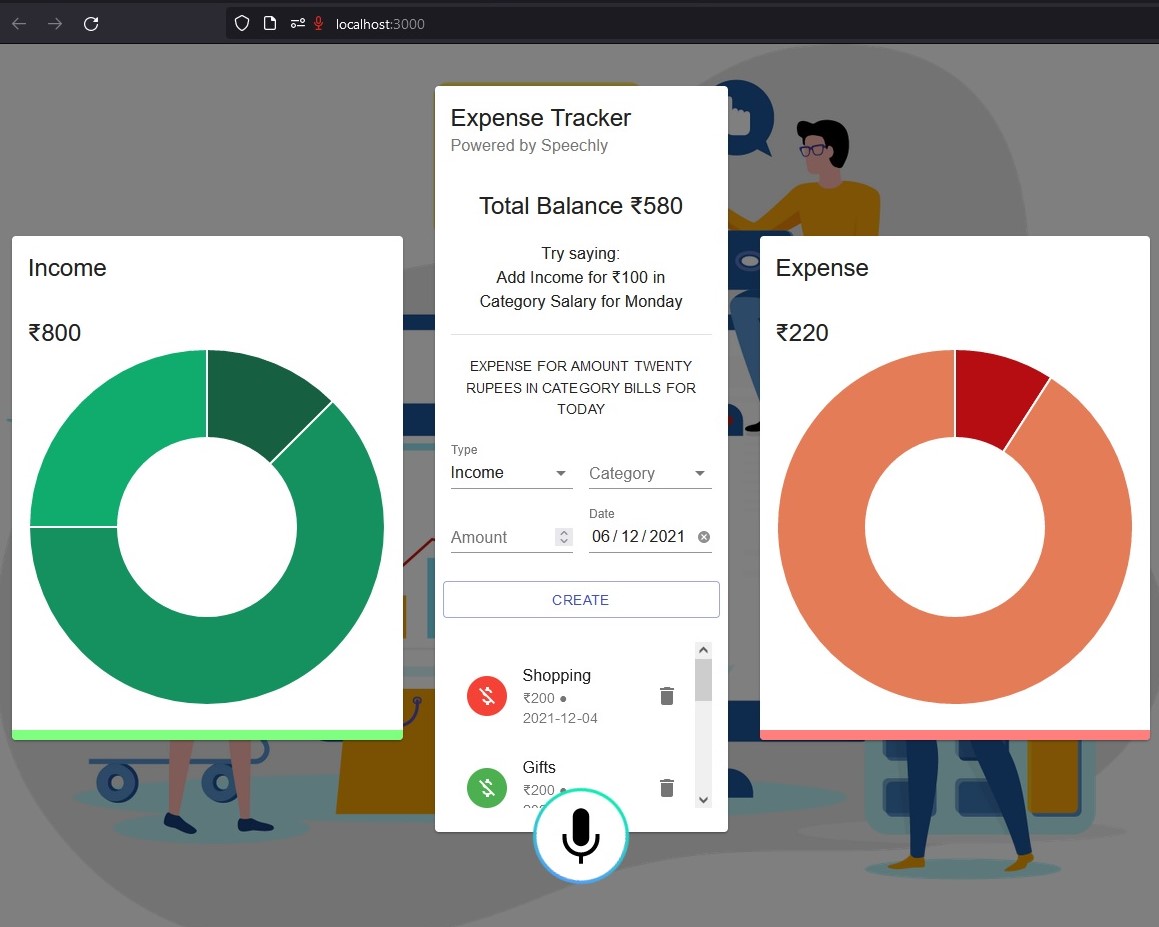 localhost:3000
Expense Tracker
Powered by Speechly
Total Balance ₹580
Try saying:
Add Income for ₹100 in
Category Salary for Monday
EXPENSE FOR AMOUNT TWENTY
RUPEES IN CATEGORY BILLS FOR
TODAY
Type
Income
Category
Amount
Date
06/12/2021
CREATE
Shopping
₹200 •
2021-12-04
Gifts
₹200 •
Income
₹800
Expense
₹220